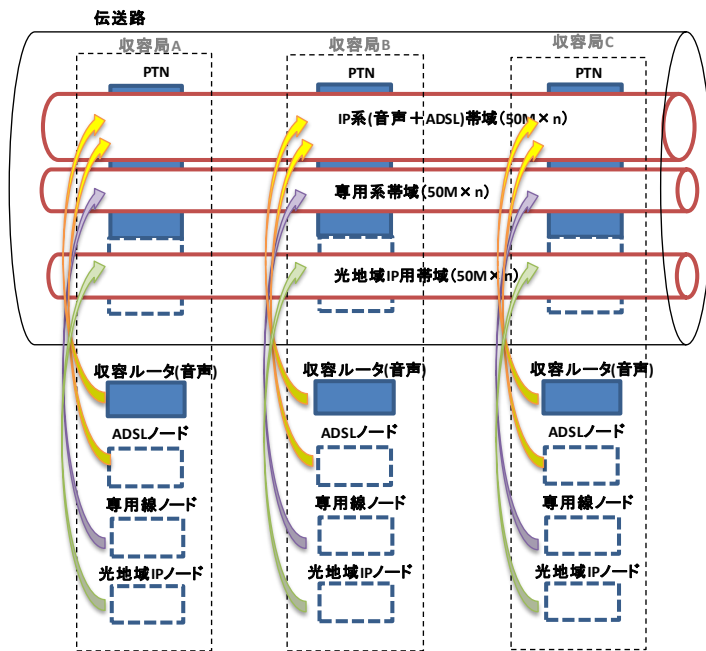 伝送路
収容局A
収容局B
収容局C
PTN
PTN
PTN
IP系(音声+ADSL)帯域(50M×n)
専用系帯域(50M×n)
光地域IP用帯域(50M×n)
収容ルータ(音声)
収容ルータ(音声)
収容ルータ(音声)
ADSLノード
ADSLノード
ADSLノード
専用線ノード
専用線ノード
専用線ノード
光地域IPノード
光地域IPノード
光地域IPノード